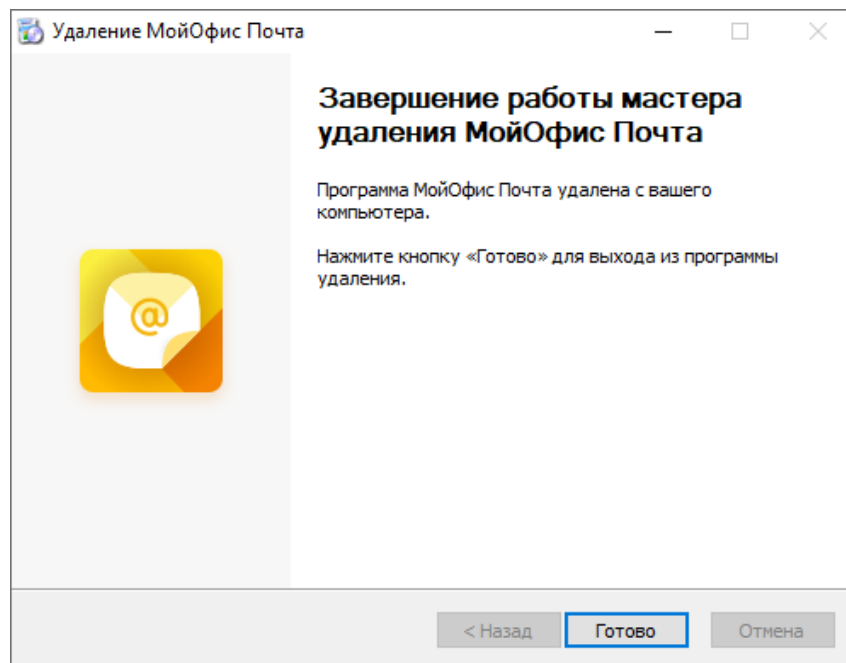 Удаление МойОфис Почта
Завершение работы мастера
удаления МойОфис Почта
Программа МойОфис Почта удалена с вашего
компьютера.
Нажмите кнопку «Готово» для выхода из программы
удаления.
@
< Назад
Готово
Отмена